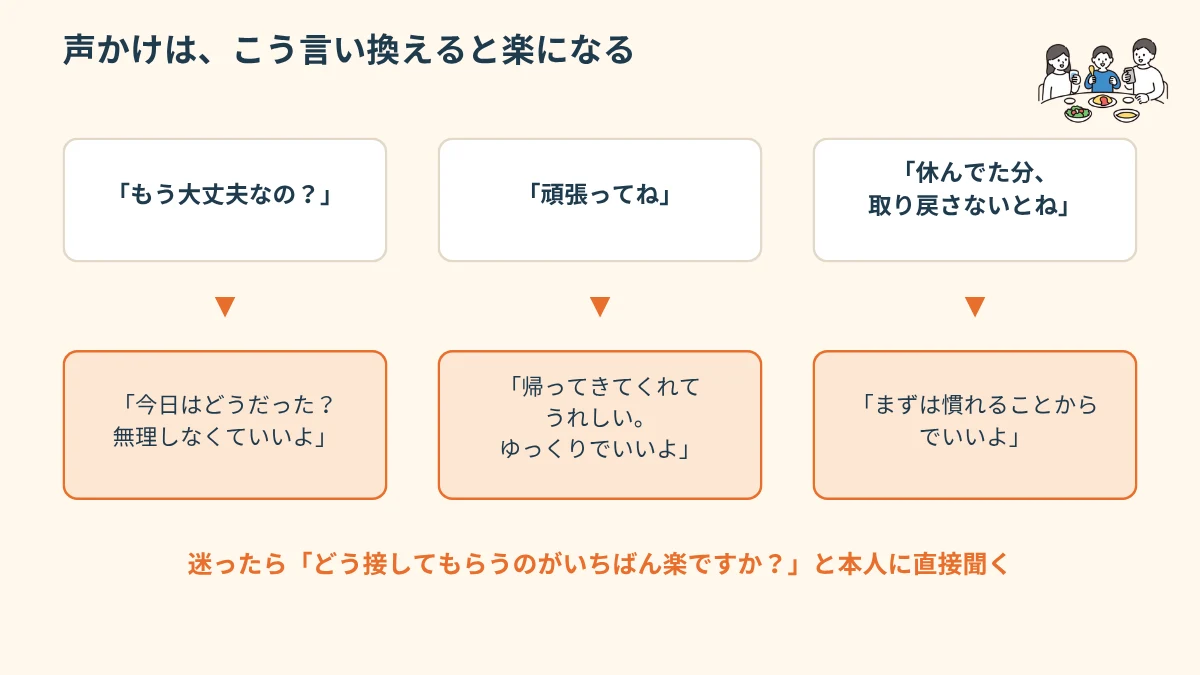 声かけは、こう言い換えると楽になる
「もう大丈夫なの？」
「頑張ってね」
「休んでた分、
取り戻さないとね」
▼
▼
▼
「今日はどうだった？
無理しなくていいよ」
「帰ってきてくれて
うれしい。
ゆっくりでいいよ」
「まずは慣れることから
でいいよ」
迷ったら「どう接してもらうのがいちばん楽ですか？」と本人に直接聞く